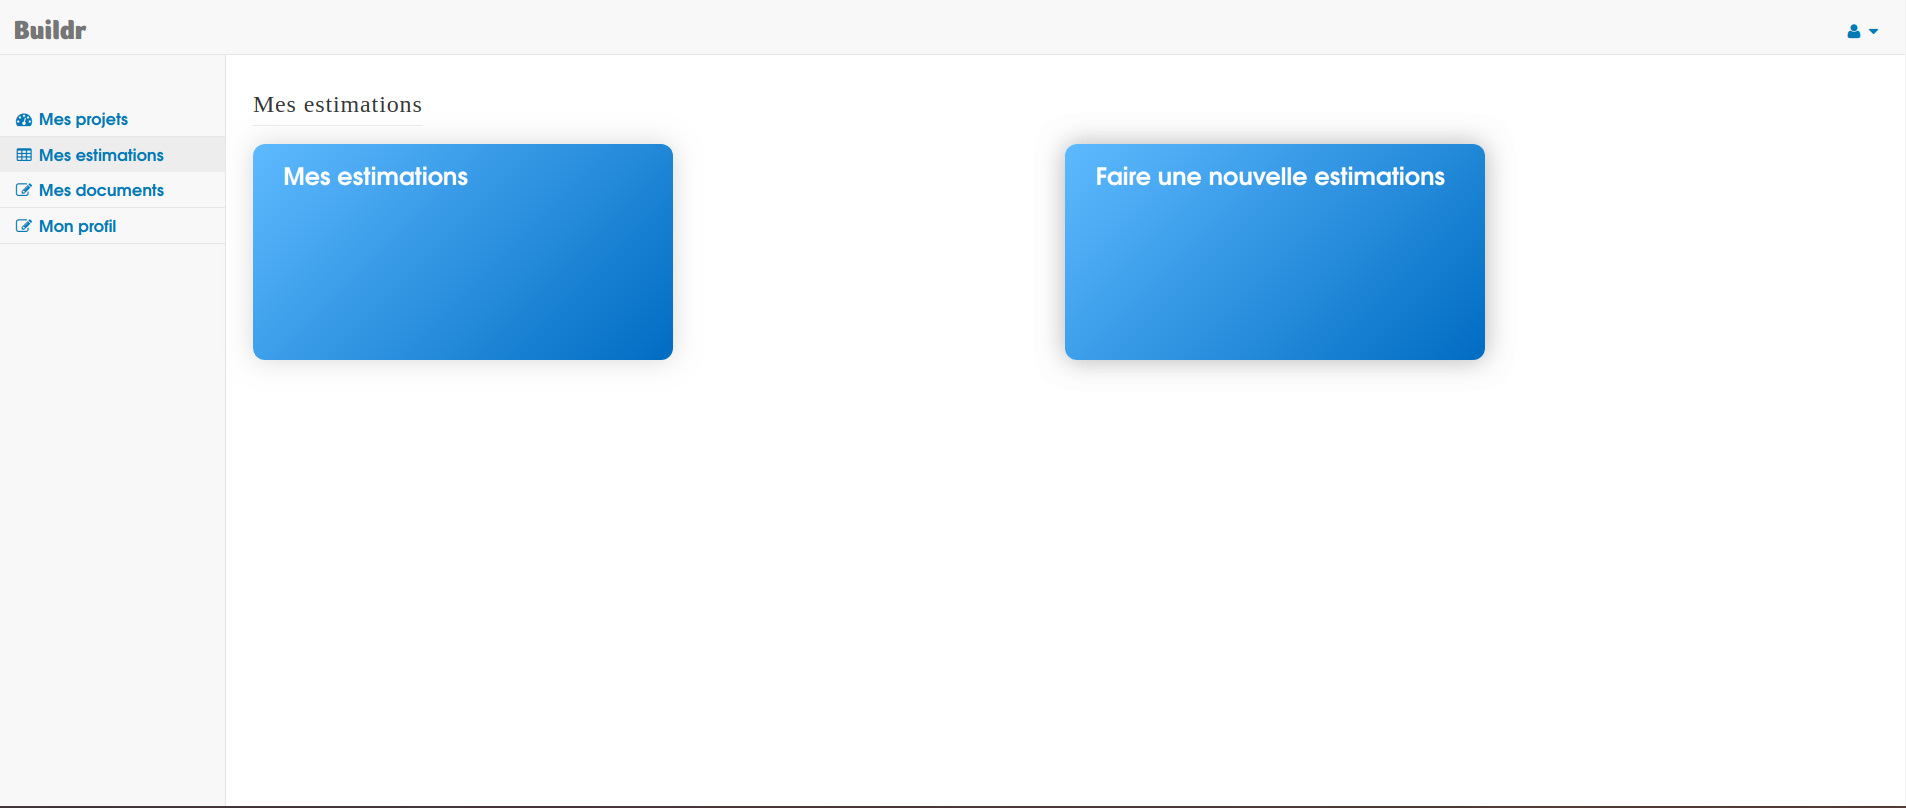 Buildr
Mes projets
Mes estimations
Mes documents
Mon profil
Mes estimations
Mes estimations
Faire une nouvelle estimations